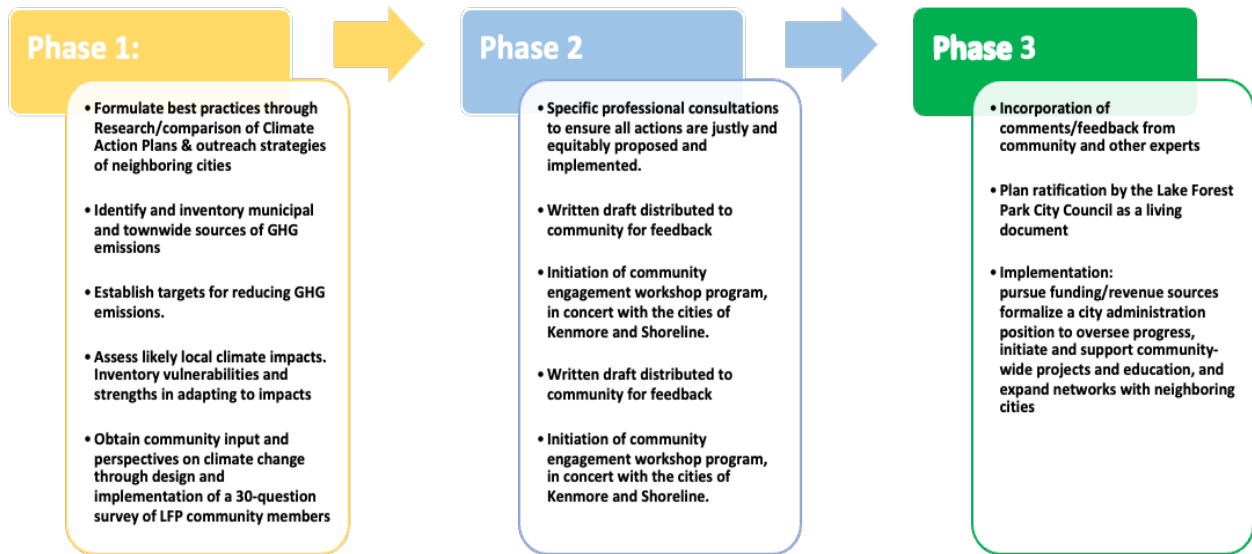 Phase 1:
• Formulate best practices through
Research/comparison of Climate
Action Plans & outreach strategies
of neighboring cities
• Identify and inventory municipal
and townwide sources of GHG
emissions
• Establish targets for reducing GHG
emissions.
• Assess likely local climate impacts.
Inventory vulnerabilities and
strengths in adapting to impacts
• Obtain community input and
perspectives on climate change
through design and
implementation of a 30-question
survey of LFP community members
Phase 2
• Specific professional consultations
to ensure all actions are justly and
equitably proposed and
implemented.
• Written draft distributed to
community for feedback
• Initiation of community
engagement workshop program,
in concert with the cities of
Kenmore and Shoreline.
• Written draft distributed to
community for feedback
• Initiation of community
engagement workshop program,
in concert with the cities of
Kenmore and Shoreline.
Phase 3
• Incorporation of
comments/feedback from
community and other experts
• Plan ratification by the Lake Forest
Park City Council as a living
document
• Implementation:
pursue funding/revenue sources
formalize a city administration
position to oversee progress,
initiate and support community-
wide projects and education, and
expand networks with neighboring
cities